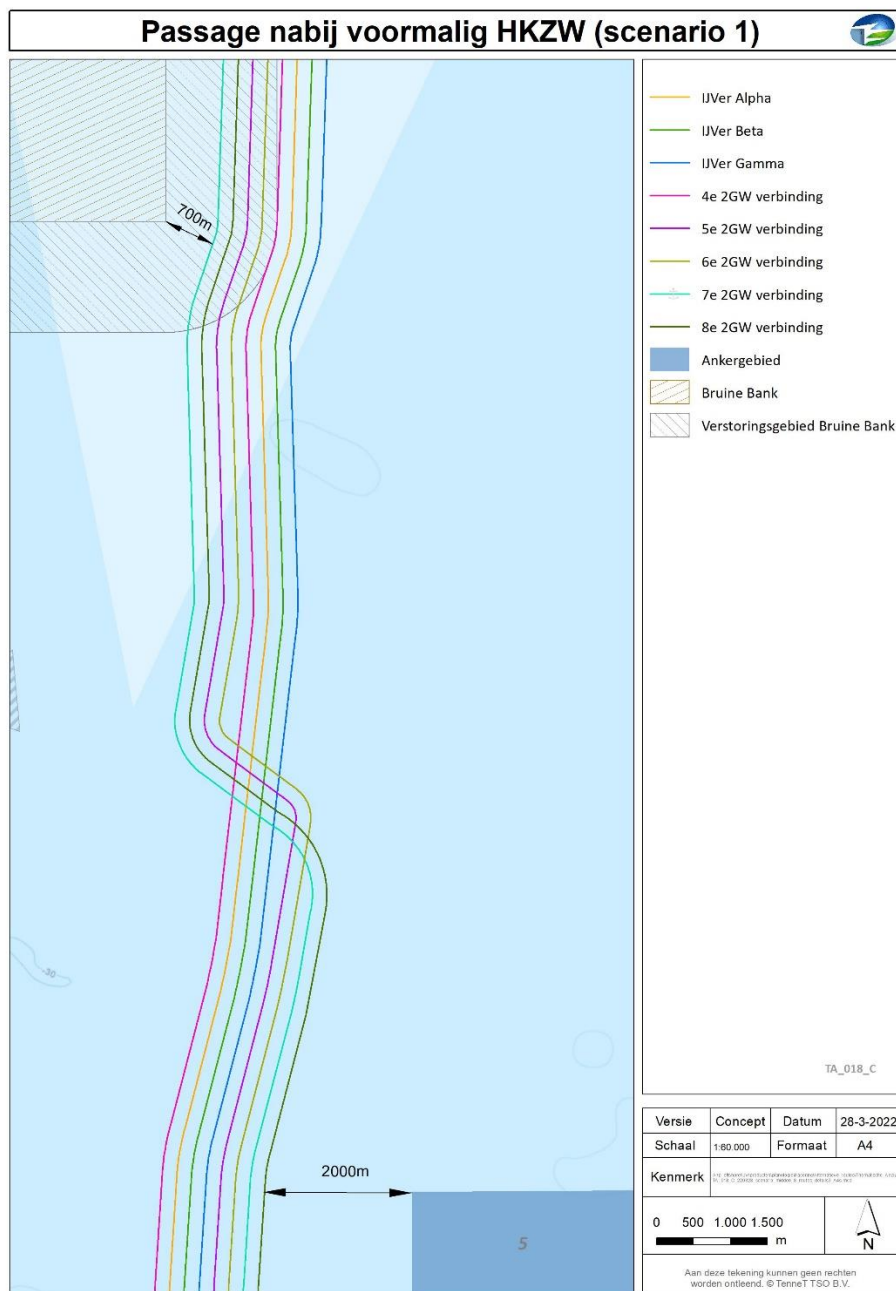 Passage nabij voormalig HKZW (scenario 1)
700m
-30
2000m
5
IJVer Alpha
IJVer Beta
IJVer Gamma
4e 2GW verbinding
5e 2GW verbinding
6e 2GW verbinding
7e 2GW verbinding
8e 2GW verbinding
Ankergebied
Bruine Bank
Verstoringsgebied Bruine Bank
TA_018_C
Versie Concept Datum 28-3-2022
Schaal 1:60.000 Formaat A4
Kenmerk
0 500 1.000 1.500
m
N
Aan deze tekening kunnen geen rechten
worden ontleend. © TenneT TSO B.V.